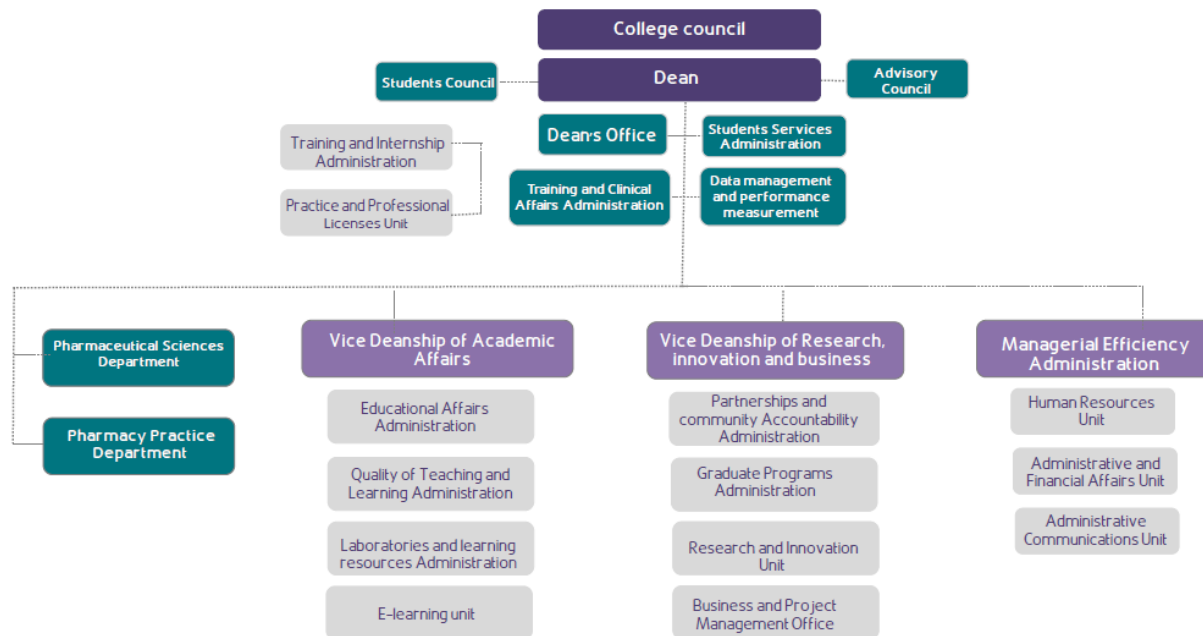 College council
Students Council
Dean
Advisory
Council
Dean's Office
Students Services
Administration
Training and Internship
Administration
Training and Clinical
Affairs Administration
Data management
and performance
measurement
Practice and Professional
Licenses Unit
Pharmaceutical Sciences
Department
Pharmacy Practice
Department
Vice Deanship of Academic
Affairs
Educational Affairs
Administration
Quality of Teaching and
Learning Administration
Laboratories and learning
resources Administration
E-learning unit
Vice Deanship of Research,
innovation and business
Partnerships and
community Accountability
Administration
Graduate Programs
Administration
Research and Innovation
Unit
Business and Project
Management Office
Managerial Efficiency
Administration
Human Resources
Unit
Administrative and
Financial Affairs Unit
Administrative
Communications Unit